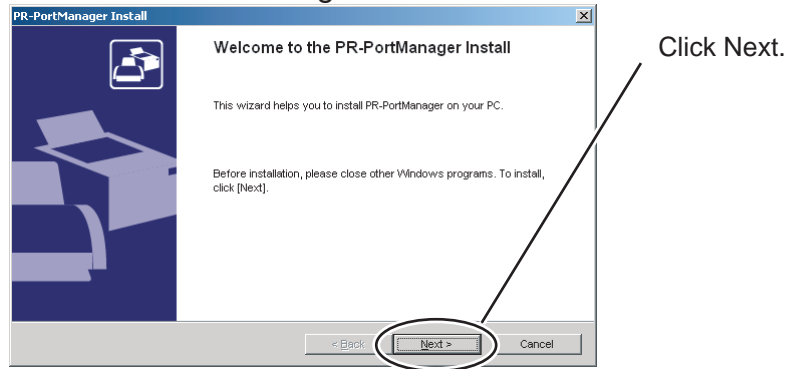 PR-PortManager Install
Welcome to the PR-PortManager Install
Click Next.
This wizard helps you to install PR-PortManager on your PC.
Before installation, please close other Windows programs. To install,
click [Next].
< Back
Next >
Cancel